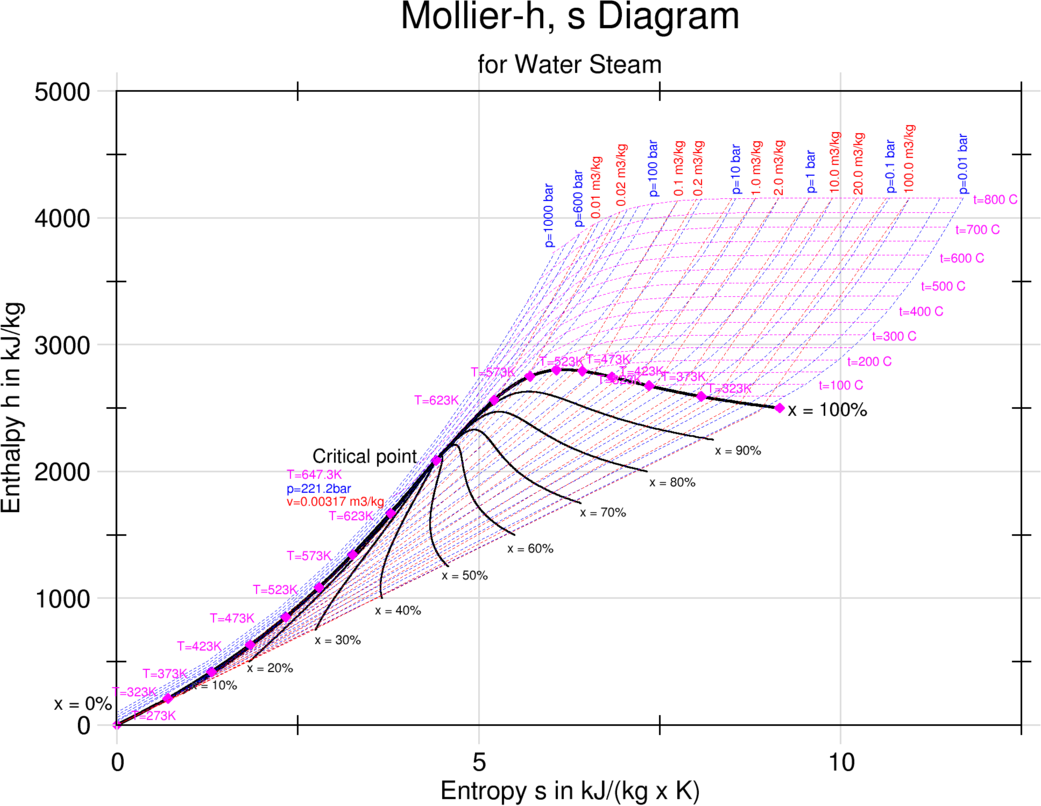 Mollier-h, s Diagram
for Water Steam
5000
4000
3000
2000
1000
0
Enthalpy h in kJ/kg
0
5
10
Entropy s in kJ/(kg x K)
p=1000 bar
p=600 bar
0.01 m3/kg
0.02 m3/kg
p=100 bar
0.1 m3/kg
0.2 m3/kg
p=10 bar
1.0 m3/kg
2.0 m3/kg
p=1 bar
10.0 m3/kg
20.0 m3/kg
p=0.1 bar
100.0 m3/kg
p=0.01 bar
t=800 C
t=700 C
t=600 C
t=500 C
t=400 C
t=300 C
t=200 C
t=100 C
T=623K
T=573K
T=523K
T=473K
T=423K
T=373K
T=323K
x = 100%
x = 90%
x = 80%
x = 70%
x = 60%
x = 50%
x = 40%
x = 30%
x = 20%
x = 10%
x = 0%
Critical point
T=647.3K
p=221.2bar
v=0.00317 m3/kg
T=623K
T=573K
T=523K
T=473K
T=423K
T=373K
T=323K
T=273K